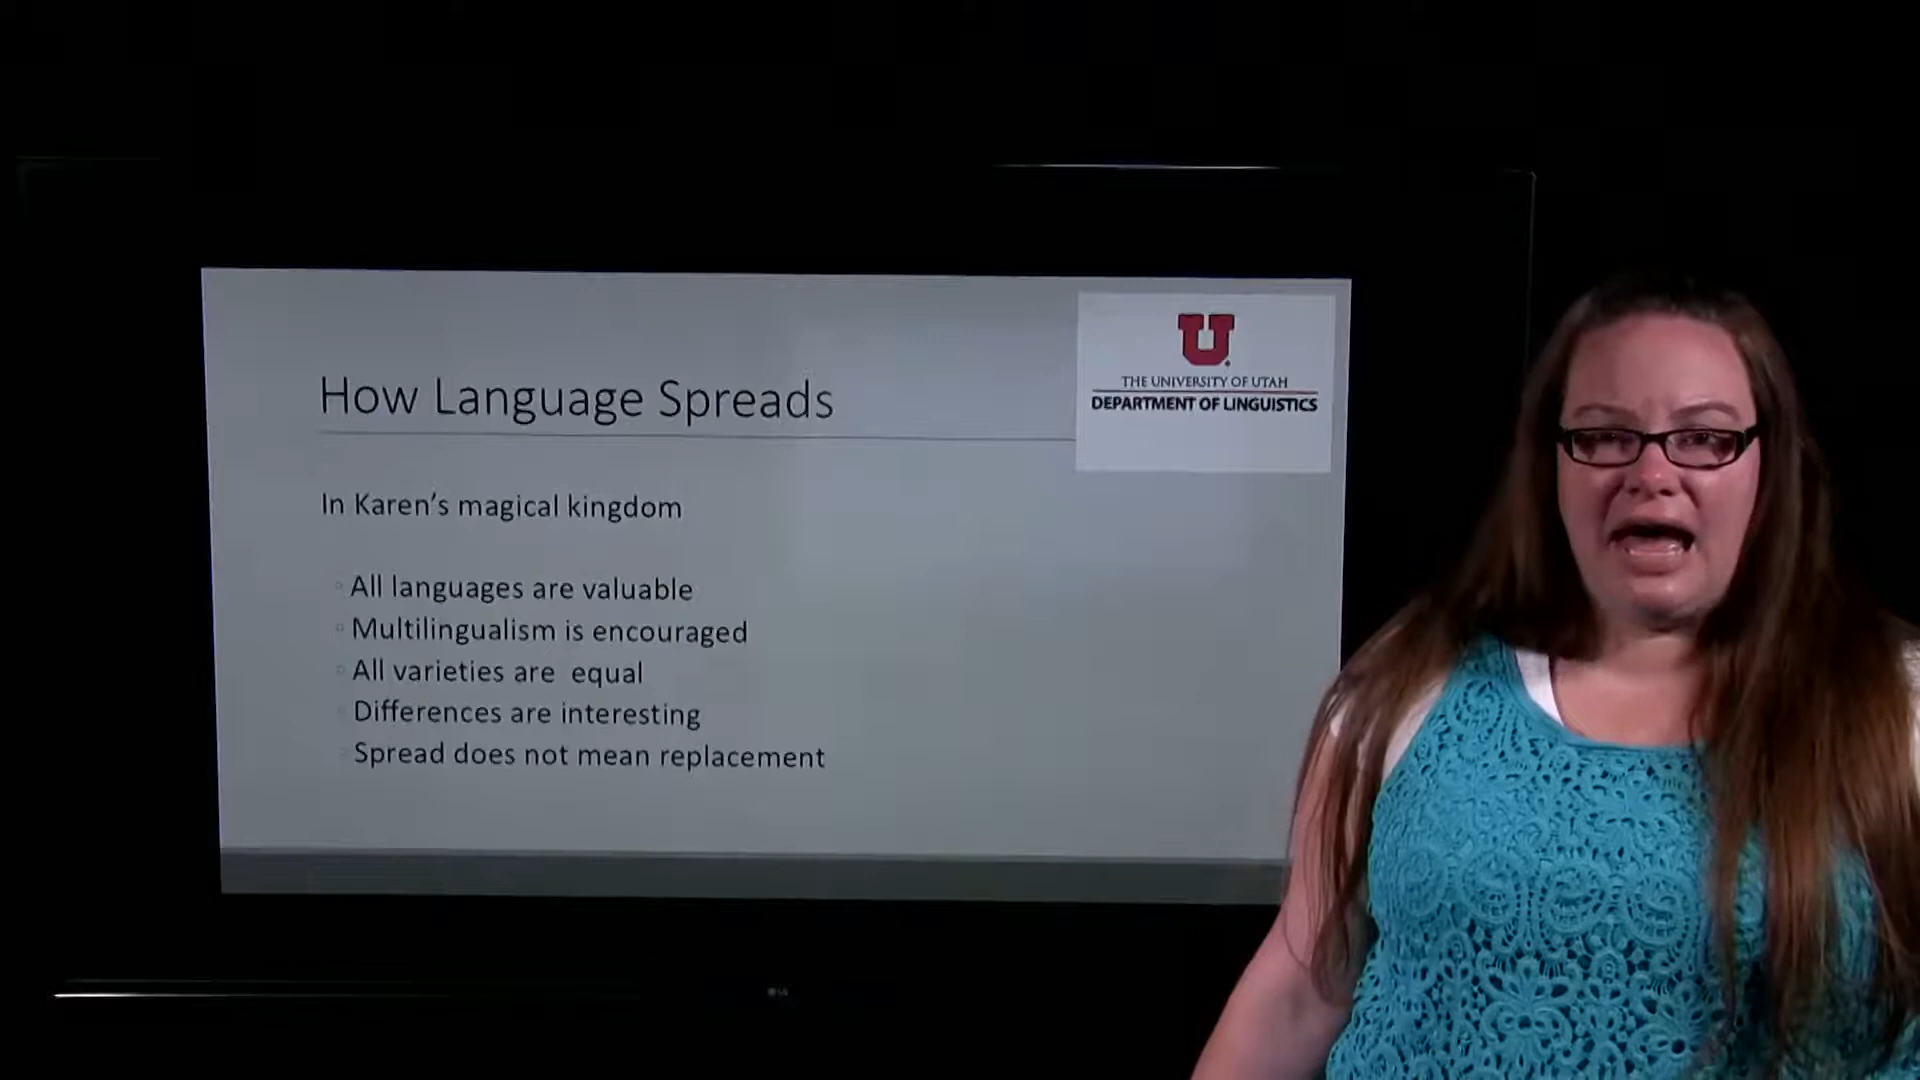 How Language Spreads
U
THE UNIVERSITY OF UTAH
DEPARTMENT OF LINGUISTICS
In Karen's magical kingdom
All languages are valuable
Multilingualism is encouraged
All varieties are equal
Differences are interesting
Spread does not mean replacement
LG